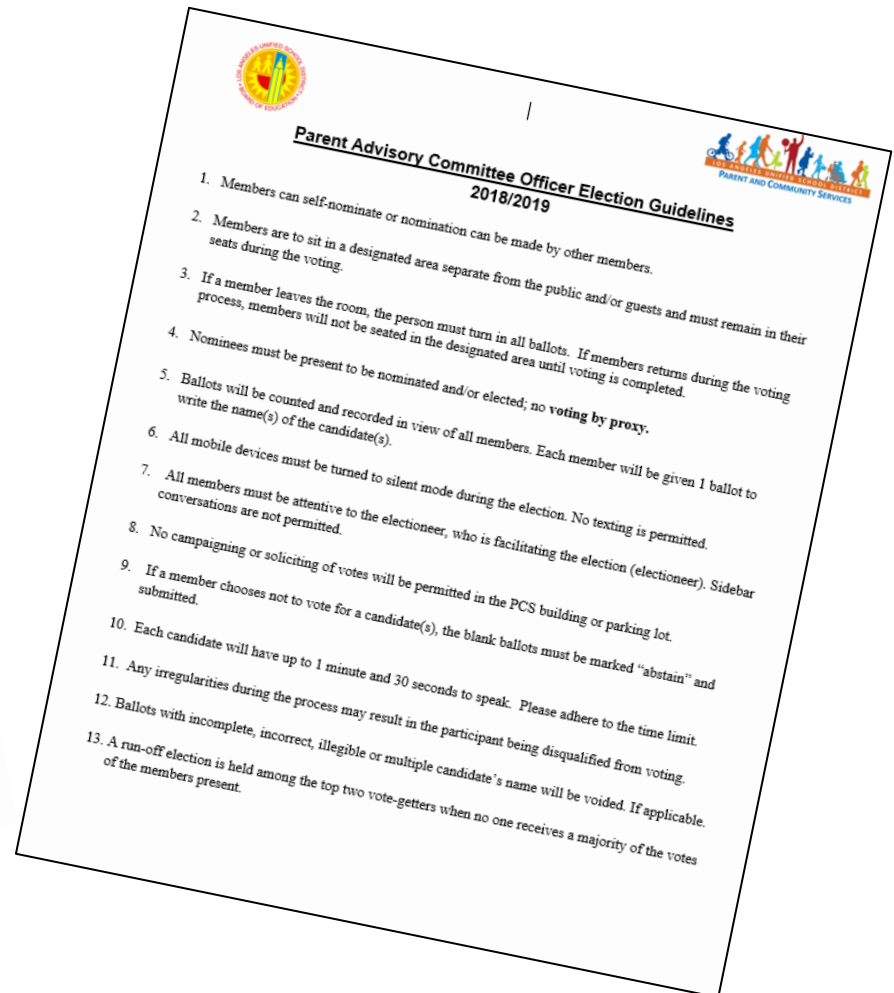 LOS ANGELES UNIFIED SCHOOL DISTRICT
BOARD OF EDUCATION
LOS ANGELES UNIFIED SCHOOL DISTRICT
PARENT AND COMMUNITY SERVICES
Parent Advisory Committee Officer Election Guidelines
2018/2019
1. Members can self-nominate or nomination can be made by other members.
2. Members are to sit in a designated area separate from the public and/or guests and must remain in their
seats during the voting.
3. If a member leaves the room, the person must turn in all ballots. If members returns during the voting
process, members will not be seated in the designated area until voting is completed.
4. Nominees must be present to be nominated and/or elected; no voting by proxy.
5. Ballots will be counted and recorded in view of all members. Each member will be given 1 ballot to
write the name(s) of the candidate(s).
6. All mobile devices must be turned to silent mode during the election. No texting is permitted.
7. All members must be attentive to the electioneer, who is facilitating the election (electioneer). Sidebar
conversations are not permitted.
8. No campaigning or soliciting of votes will be permitted in the PCS building or parking lot.
9. If a member chooses not to vote for a candidate(s), the blank ballots must be marked “abstain” and
submitted.
10. Each candidate will have up to 1 minute and 30 seconds to speak. Please adhere to the time limit.
11. Any irregularities during the process may result in the participant being disqualified from voting.
12. Ballots with incomplete, incorrect, illegible or multiple candidate’s name will be voided. If applicable.
13. A run-off election is held among the top two vote-getters when no one receives a majority of the votes
of the members present.